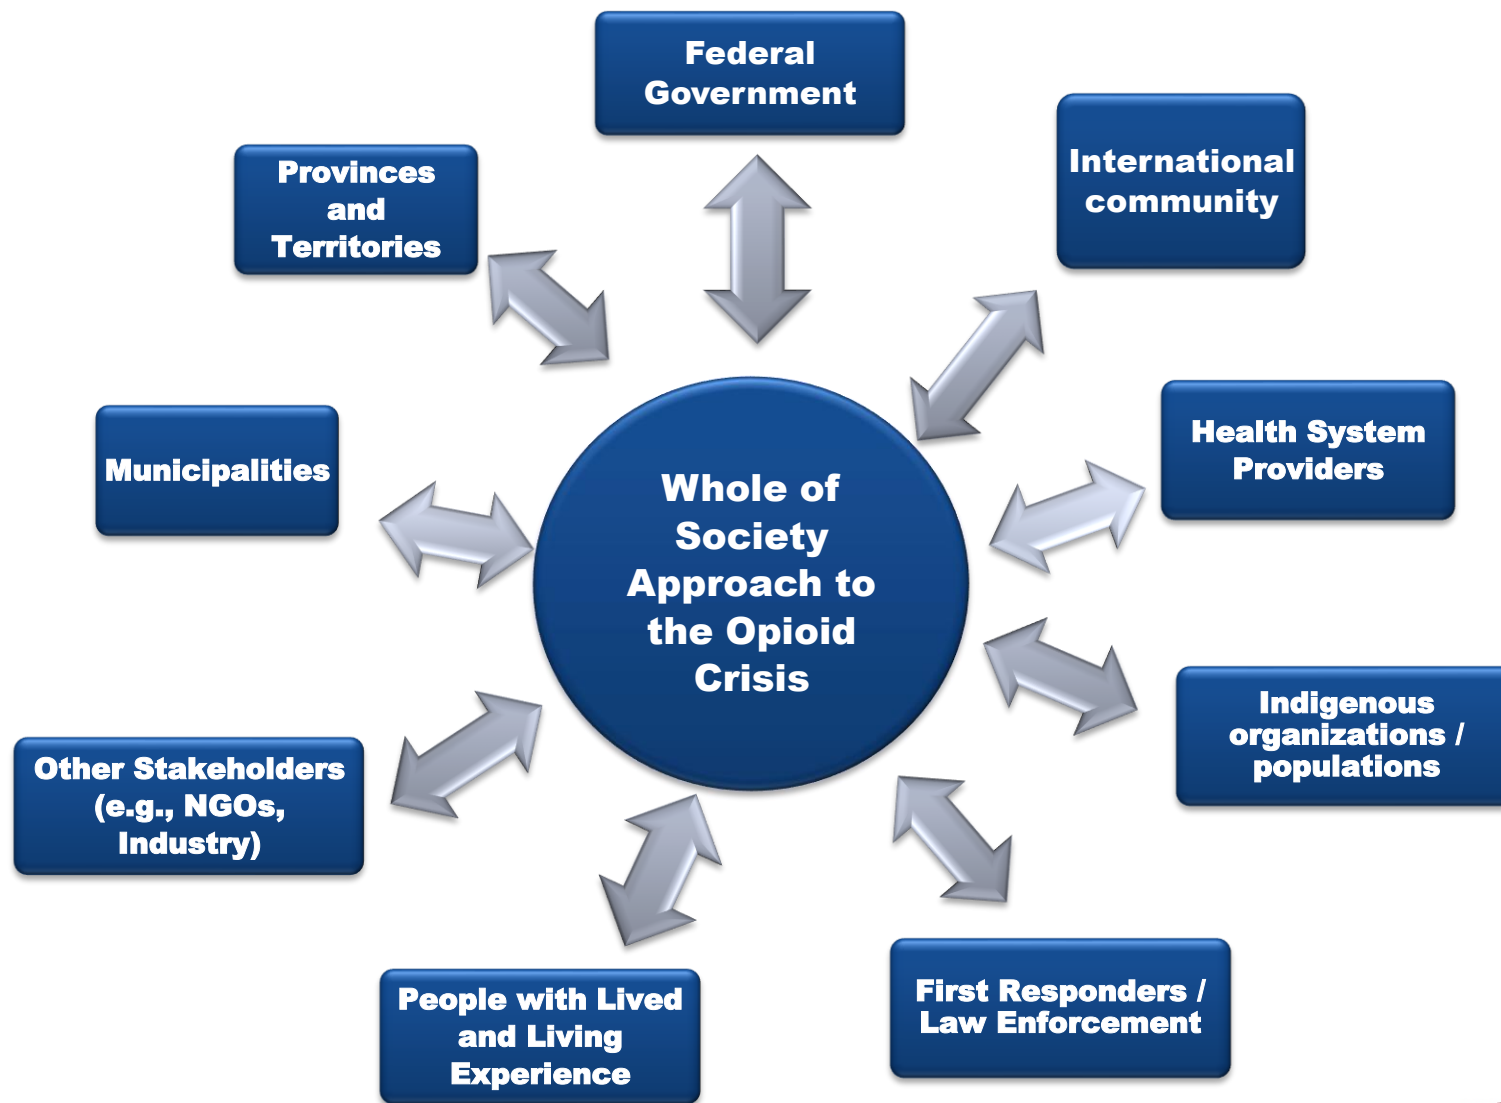 Federal
Government
International
community
Provinces
and
Territories
Health System
Providers
Municipalities
Whole of
Society
Approach to
the Opioid
Crisis
Indigenous
organizations /
populations
Other Stakeholders
(e.g., NGOs,
Industry)
First Responders /
Law Enforcement
People with Lived
and Living
Experience